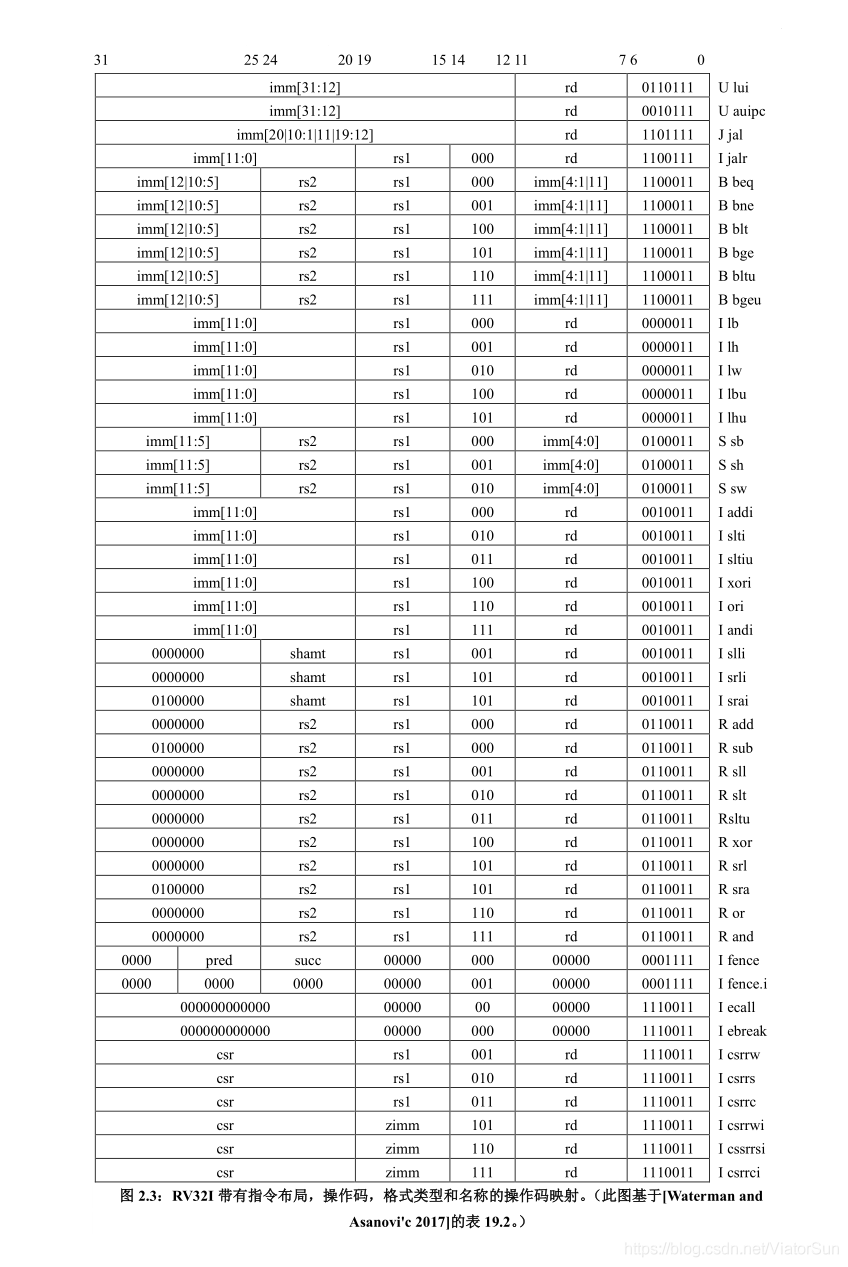 31 25 24 20 19 15 14 12 11 7 6 0
imm[31:12] rd 0110111 U lui
imm[31:12] rd 0010111 U auipc
imm[20|10:1|11|19:12] rd 1101111 J jal
imm[11:0] rs1 000 rd 1100111 I jalr
imm[12|10:5] rs2 rs1 000 imm[4:1|11] 1100011 B beq
imm[12|10:5] rs2 rs1 001 imm[4:1|11] 1100011 B bne
imm[12|10:5] rs2 rs1 100 imm[4:1|11] 1100011 B blt
imm[12|10:5] rs2 rs1 101 imm[4:1|11] 1100011 B bge
imm[12|10:5] rs2 rs1 110 imm[4:1|11] 1100011 B bltu
imm[12|10:5] rs2 rs1 111 imm[4:1|11] 1100011 B bgeu
imm[11:0] rs1 000 rd 0000011 I lb
imm[11:0] rs1 001 rd 0000011 I lh
imm[11:0] rs1 010 rd 0000011 I lw
imm[11:0] rs1 100 rd 0000011 I lbu
imm[11:0] rs1 101 rd 0000011 I lhu
imm[11:5] rs2 rs1 000 imm[4:0] 0100011 S sb
imm[11:5] rs2 rs1 001 imm[4:0] 0100011 S sh
imm[11:5] rs2 rs1 010 imm[4:0] 0100011 S sw
imm[11:0] rs1 000 rd 0010011 I addi
imm[11:0] rs1 010 rd 0010011 I slti
imm[11:0] rs1 011 rd 0010011 I sltiu
imm[11:0] rs1 100 rd 0010011 I xori
imm[11:0] rs1 110 rd 0010011 I ori
imm[11:0] rs1 111 rd 0010011 I andi
0000000 shamt rs1 001 rd 0010011 I slli
0000000 shamt rs1 101 rd 0010011 I srli
0100000 shamt rs1 101 rd 0010011 I srai
0000000 rs2 rs1 000 rd 0110011 R add
0100000 rs2 rs1 000 rd 0110011 R sub
0000000 rs2 rs1 001 rd 0110011 R sll
0000000 rs2 rs1 010 rd 0110011 R slt
0000000 rs2 rs1 011 rd 0110011 Rsltu
0000000 rs2 rs1 100 rd 0110011 R xor
0000000 rs2 rs1 101 rd 0110011 R srl
0100000 rs2 rs1 101 rd 0110011 R sra
0000000 rs2 rs1 110 rd 0110011 R or
0000000 rs2 rs1 111 rd 0110011 R and
0000 pred succ 00000 000 00000 0001111 I fence
0000 0000 0000 00000 001 00000 0001111 I fence.i
000000000000 00000 00 00000 1110011 I ecall
000000000000 00000 000 00000 1110011 I ebreak
csr rs1 001 rd 1110011 I csrrw
csr rs1 010 rd 1110011 I csrrs
csr rs1 011 rd 1110011 I csrrc
csr zimm 101 rd 1110011 I csrrwi
csr zimm 110 rd 1110011 I cssrrsi
csr zimm 111 rd 1110011 I csrrci
图 2.3：RV32I 带有指令布局，操作码，格式类型和名称的操作码映射。（此图基于[Waterman and
Asanovi'c 2017]的表 19.2。）
https://blog.csdn.net/ViatorSun